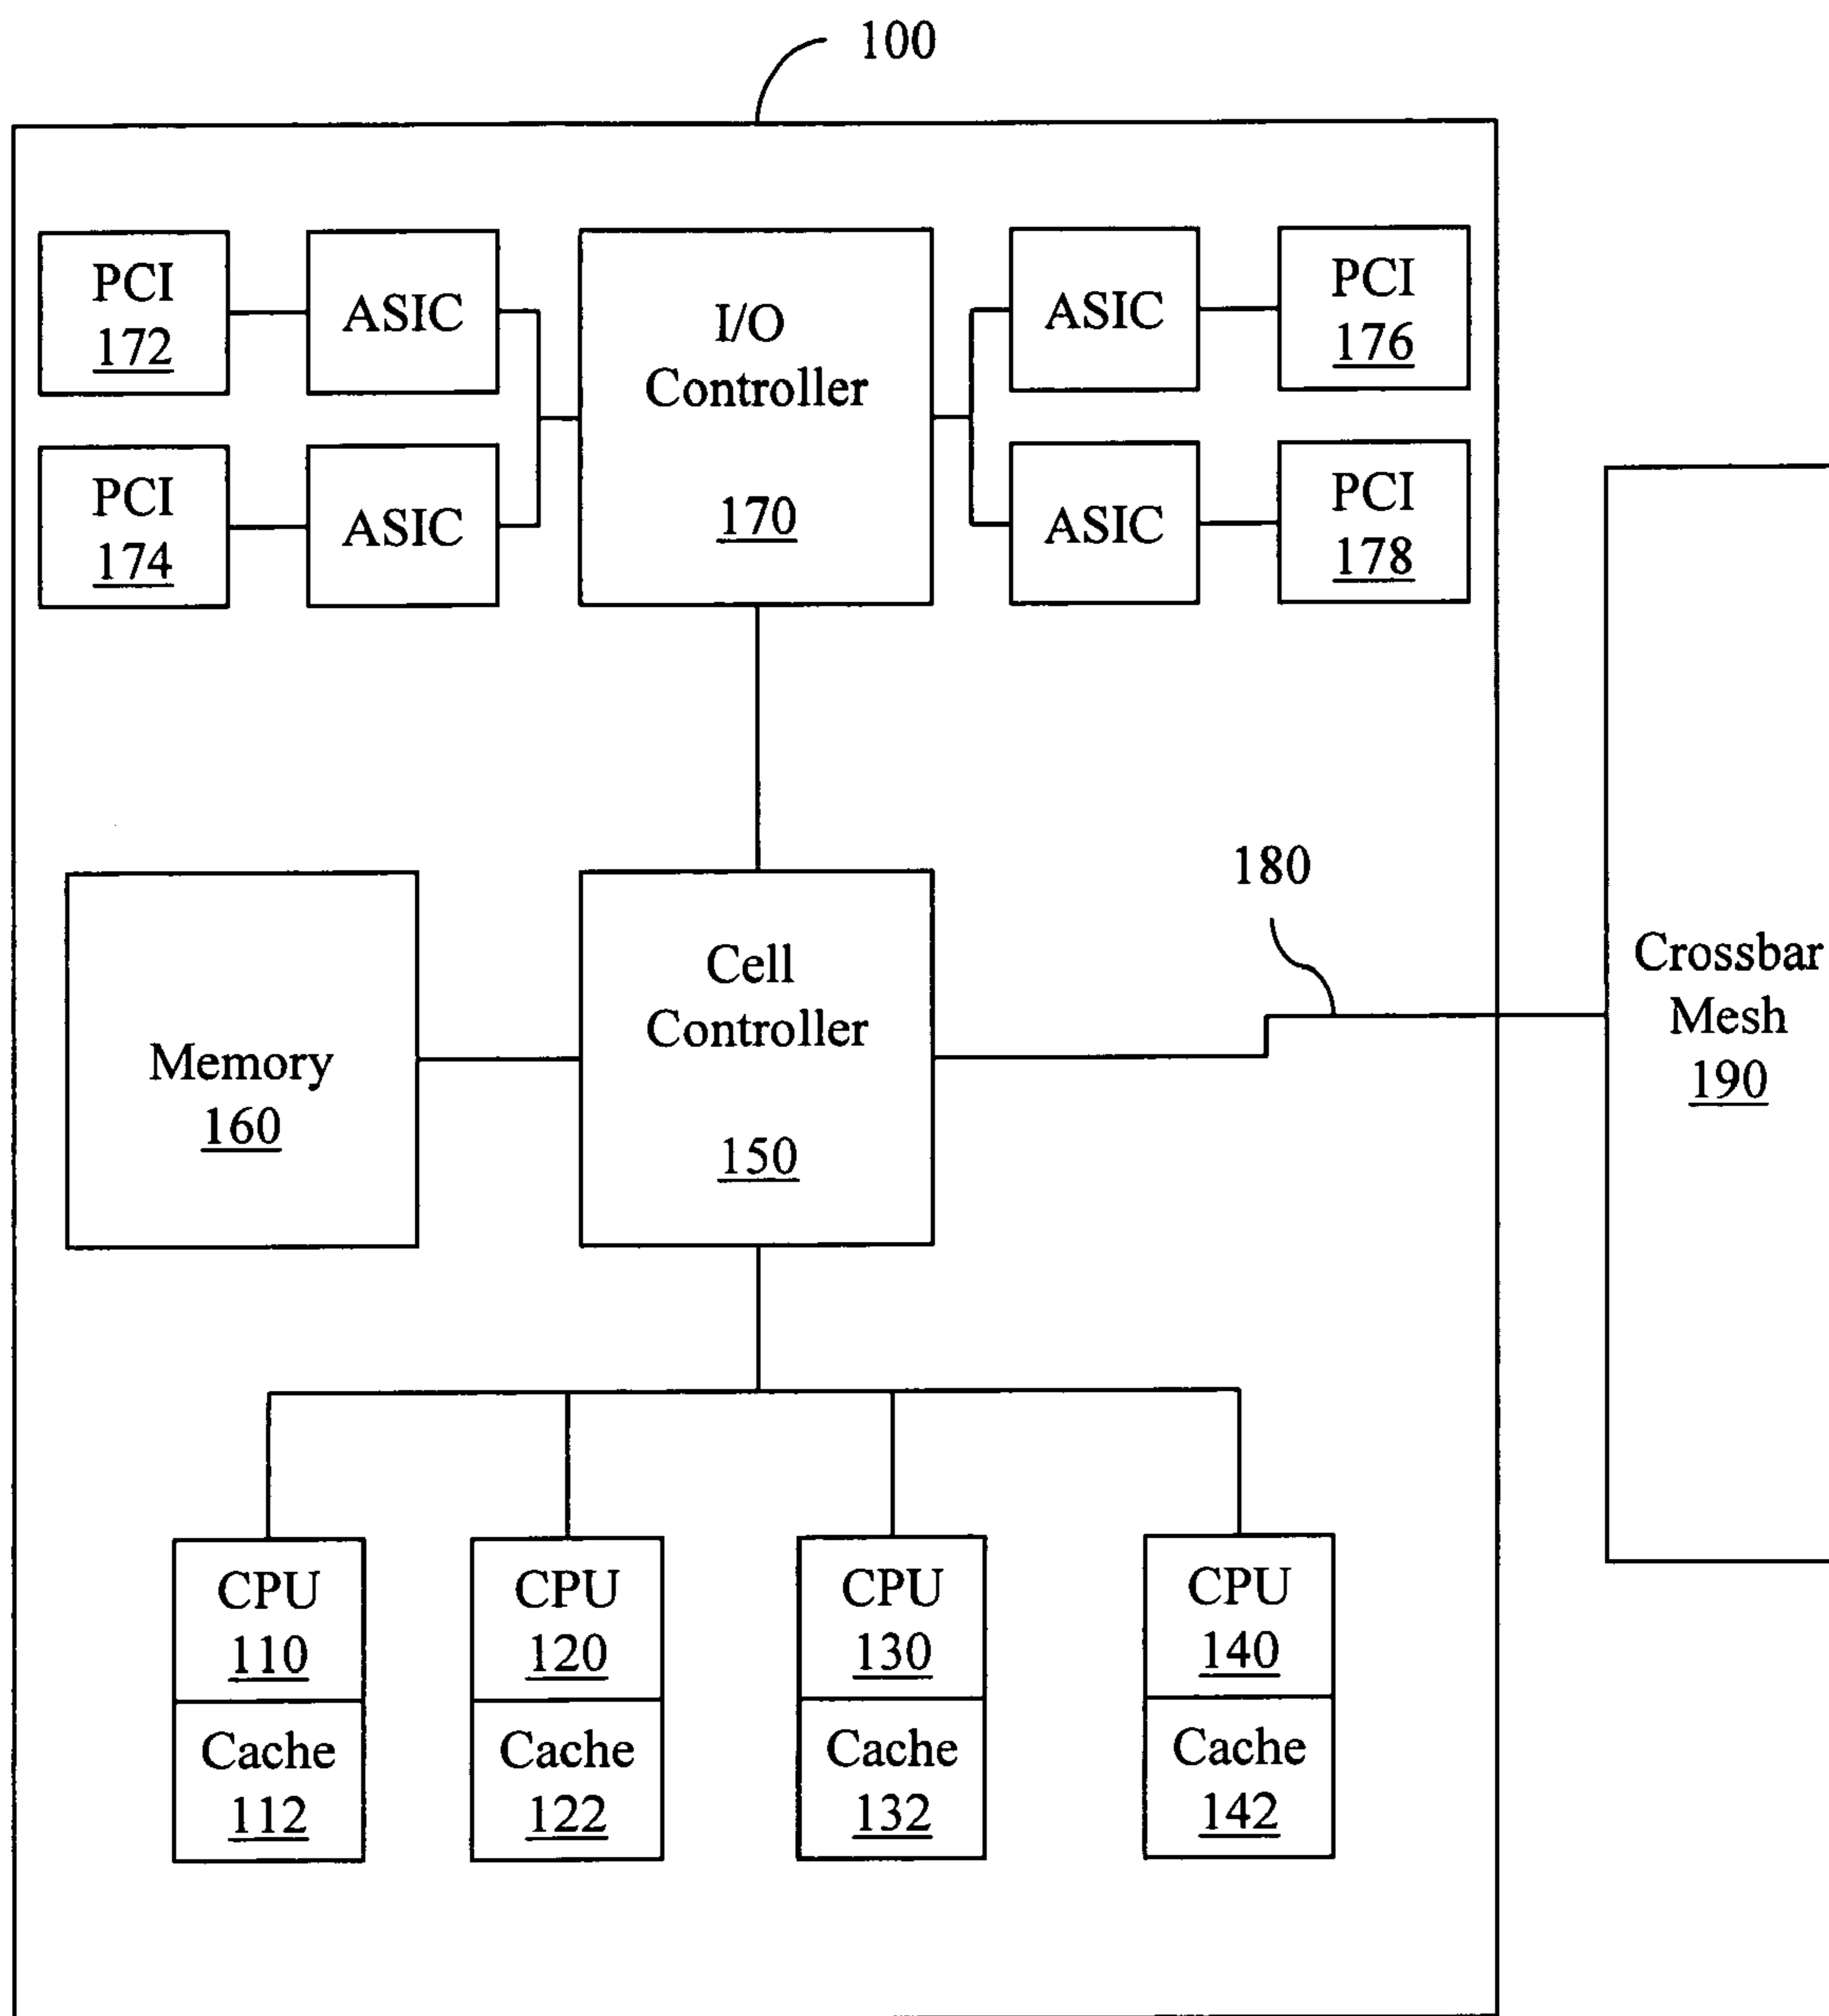 100
PCI
172
ASIC
I/O
Controller
170
ASIC
PCI
176
PCI
174
ASIC
ASIC
PCI
178
180
Memory
160
Cell
Controller
150
Crossbar
Mesh
190
CPU
110
Cache
112
CPU
120
Cache
122
CPU
130
Cache
132
CPU
140
Cache
142